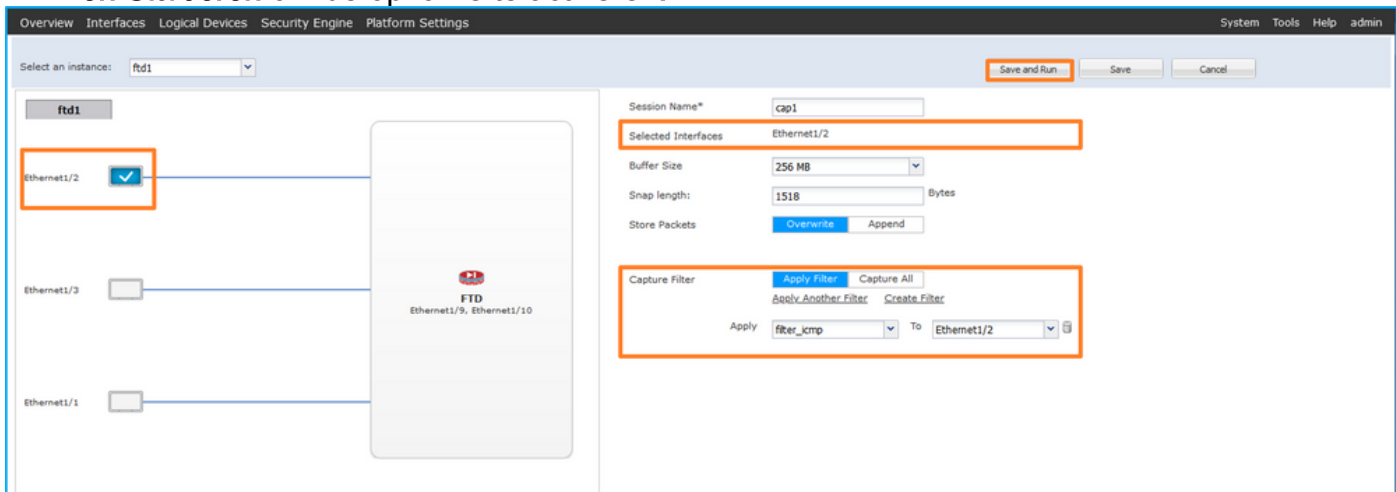 Overview Interfaces Logical Devices Security Engine Platform Settings System Tools Help admin
Select an instance: ftd1 Save and Run Save Cancel
ftd1
Ethernet1/2
Ethernet1/3
Ethernet1/1
FTD
Ethernet1/9, Ethernet1/10
Session Name* cap1
Selected Interfaces Ethernet1/2
Buffer Size 256 MB
Snap length: 1518 Bytes
Store Packets Overwrite Append
Capture Filter Apply Filter Capture All
Apply Another Filter Create Filter
Apply filter_icmp To Ethernet1/2